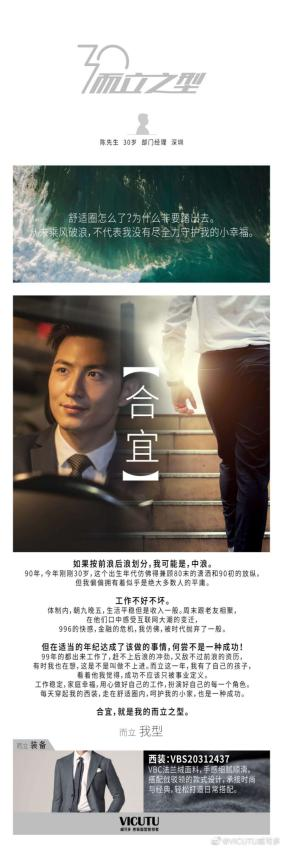 30而立之型
陈先生 30岁 部门经理 深圳
舒适圈怎么了?为什么非要踏出去。
从未乘风破浪,不代表我没有尽全力守护我的小幸福。
【合宜】
如果按前浪后浪划分,我可能是,中浪。
90年,今年刚刚30岁,这个出生年代仿佛得兼顾80末的潇洒和90初的放纵,
但我偏偏拥有着似乎是绝大多数人的平庸。
工作不好不坏。
体制内,朝九晚五,生活平稳但是收入一般。周末跟老友相聚,
在他们口中感受互联网大潮的变迁,
996的快感,金融的危机,我仿佛,被时代抛弃了一般。
但在适当的年纪达成了该做的事情,何尝不是一种成功!
99年的都出来工作了,赶不上后浪的冲劲,又敌不过前浪的资历,
有时我也在想,这是不是叫做不上进。而立这一年,我有了自己的孩子,
看着他我觉得,成功不应该只被事业定义。
工作稳定,家庭幸福,用心做好自己的工作,扮演好自己的每一个角色。
每天穿起我的西装,走在舒适圈内,呵护我的小家,也是一种成功。
合宜,就是我的而立之型。
而立 我型
而立 装备
西装:VBS20312437
VBC法兰绒面料,手感细腻顺滑。
搭配戗驳领的款式设计,承接时尚
与经典,轻松打造日常搭配。
VICUTU
威可多
@VICUTU威可多